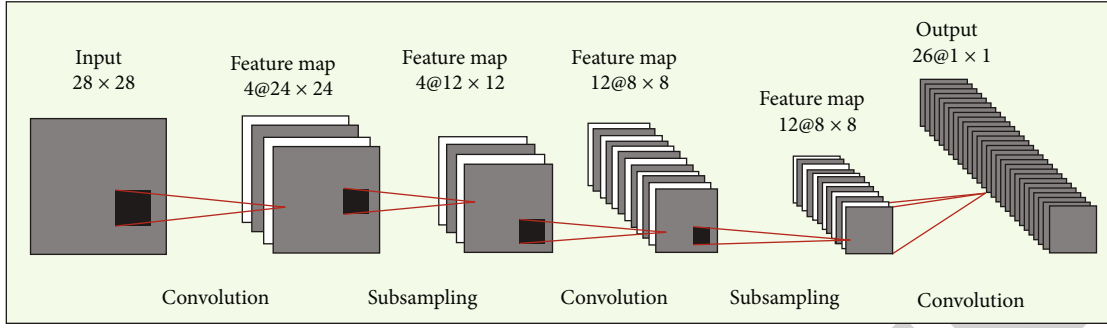 Input
28 × 28
Feature map
4@24 × 24
Feature map
4@12 × 12
Feature map
12@8 × 8
Feature map
12@8 × 8
Output
26@1 × 1
Convolution
Subsampling
Convolution
Subsampling
Convolution